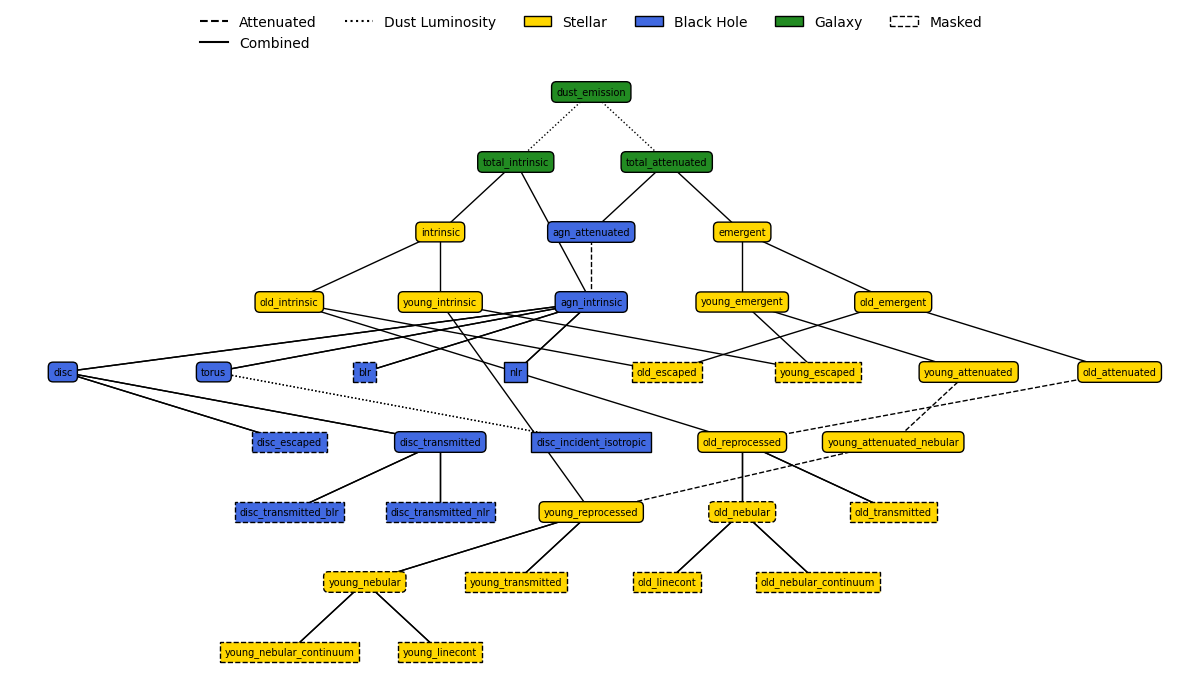 Attenuated Dust Luminosity Stellar Black Hole Galaxy Masked
Combined
dust_emission
total_intrinsic total_attenuated
intrinsic agn_attenuated emergent
old_intrinsic young_intrinsic agn_intrinsic young_emergent old_emergent
disc torus blr nlr old_escaped young_escaped young_attenuated old_attenuated
disc_escaped disc_transmitted disc_incident_isotropic old_reprocessed young_attenuated_nebular
disc_transmitted_blr disc_transmitted_nlr young_reprocessed old_nebular old_transmitted
young_nebular young_transmitted old_linecont old_nebular_continuum
young_nebular_continuum young_linecont